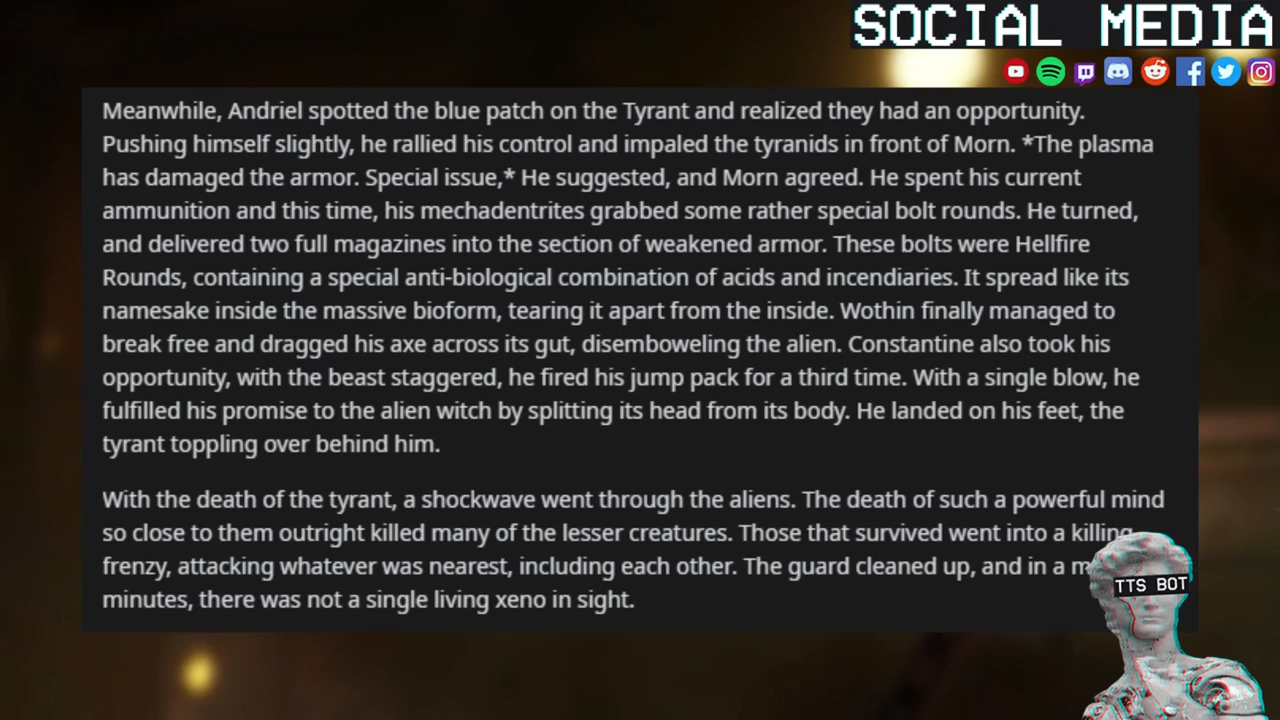 SOCIAL MEDIA
Meanwhile, Andriel spotted the blue patch on the Tyrant and realized they had an opportunity.
Pushing himself slightly, he rallied his control and impaled the tyranids in front of Morn. *The plasma
has damaged the armor. Special issue,* He suggested, and Morn agreed. He spent his current
ammunition and this time, his mechadentrites grabbed some rather special bolt rounds. He turned,
and delivered two full magazines into the section of weakened armor. These bolts were Hellfire
Rounds, containing a special anti-biological combination of acids and incendiaries. It spread like its
namesake inside the massive bioform, tearing it apart from the inside. Wothin finally managed to
break free and dragged his axe across its gut, disemboweling the alien. Constantine also took his
opportunity, with the beast staggered, he fired his jump pack for a third time. With a single blow, he
fulfilled his promise to the alien witch by splitting its head from its body. He landed on his feet, the
tyrant toppling over behind him.
With the death of the tyrant, a shockwave went through the aliens. The death of such a powerful mind
so close to them outright killed many of the lesser creatures. Those that survived went into a killing
frenzy, attacking whatever was nearest, including each other. The guard cleaned up, and in a
minutes, there was not a single living xeno in sight.
TTS BOT